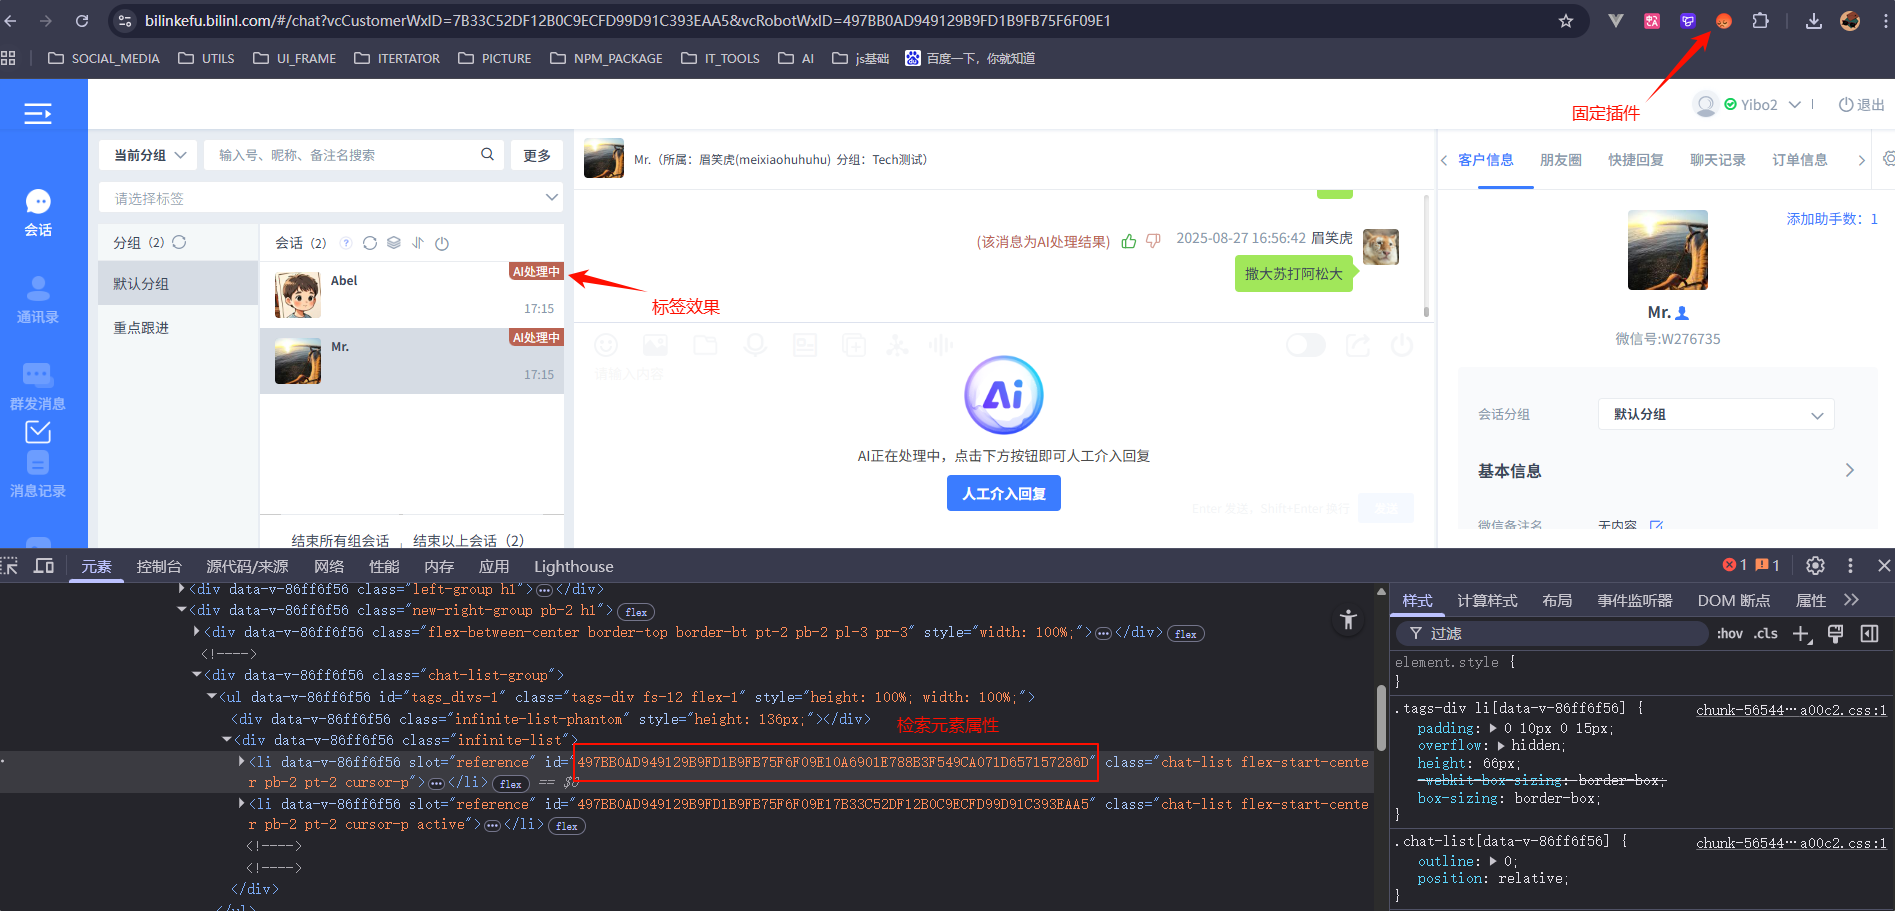 bilinkefu.bilinl.com/#/chat?vcCustomerWxID=7B33C52DF12B0C9ECFD99D91C393EAA5&vcRobotWxID=497BB0AD949129B9FD1B9FB75F6F09E1
SOCIAL_MEDIA UTILS UI_FRAME ITERTATOR PICTURE NPM_PACKAGE IT_TOOLS AI js基础 百度一下，你就知道
固定插件
Yibo2 退出
当前分组 输入号、昵称、备注名搜索 更多
Mr.（所属：眉笑虎(meixiaohuhuhu) 分组：Tech测试）
客户信息 朋友圈 快捷回复 聊天记录 订单信息
请选择标签
会话
通讯录
群发消息
消息记录
分组（2） 会话（2）
默认分组
重点跟进
Abel AI处理中
17:15
Mr. AI处理中
17:15
标签效果
结束所有组会话 结束以上会话（2）
(该消息为AI处理结果) 2025-08-27 16:56:42 眉笑虎
撒大苏打阿松大
请输入内容
Ai
AI正在处理中，点击下方按钮即可人工介入回复
人工介入回复
Enter 发送，Shift+Enter 换行 发送
添加助手数：1
Mr.
微信号:W276735
会话分组 默认分组
基本信息
微信备注名 无内容
元素 控制台 源代码/来源 网络 性能 内存 应用 Lighthouse 1 1
<div data-v-86ff6f56 class="left-group h1">…</div>
<div data-v-86ff6f56 class="new-right-group pb-2 h1"> flex
<div data-v-86ff6f56 class="flex-between-center border-top border-bt pt-2 pb-2 pl-3 pr-3" style="width: 100%;">…</div> flex
<!---->
<div data-v-86ff6f56 class="chat-list-group">
<ul data-v-86ff6f56 id="tags_divs-1" class="tags-div fs-12 flex-1" style="height: 100%; width: 100%;">
<div data-v-86ff6f56 class="infinite-list-phantom" style="height: 136px;"></div>
检索元素属性
<div data-v-86ff6f56 class="infinite-list">
<li data-v-86ff6f56 slot="reference" id="497BB0AD949129B9FD1B9FB75F6F09E10A6901E788B3F549CA071D657157286D" class="chat-list flex-start-cente
r pb-2 pt-2 cursor-p">…</li> flex == $0
<li data-v-86ff6f56 slot="reference" id="497BB0AD949129B9FD1B9FB75F6F09E17B33C52DF12B0C9ECFD99D91C393EAA5" class="chat-list flex-start-cente
r pb-2 pt-2 cursor-p active">…</li> flex
<!---->
<!---->
</div>
</ul>
样式 计算样式 布局 事件监听器 DOM 断点 属性
过滤 :hov .cls
element.style {
}
.tags-div li[data-v-86ff6f56] { chunk-56544…a00c2.css:1
padding: 0 10px 0 15px;
overflow: hidden;
height: 66px;
-webkit-box-sizing: border-box;
box-sizing: border-box;
}
.chat-list[data-v-86ff6f56] { chunk-56544…a00c2.css:1
outline: 0;
position: relative;
}